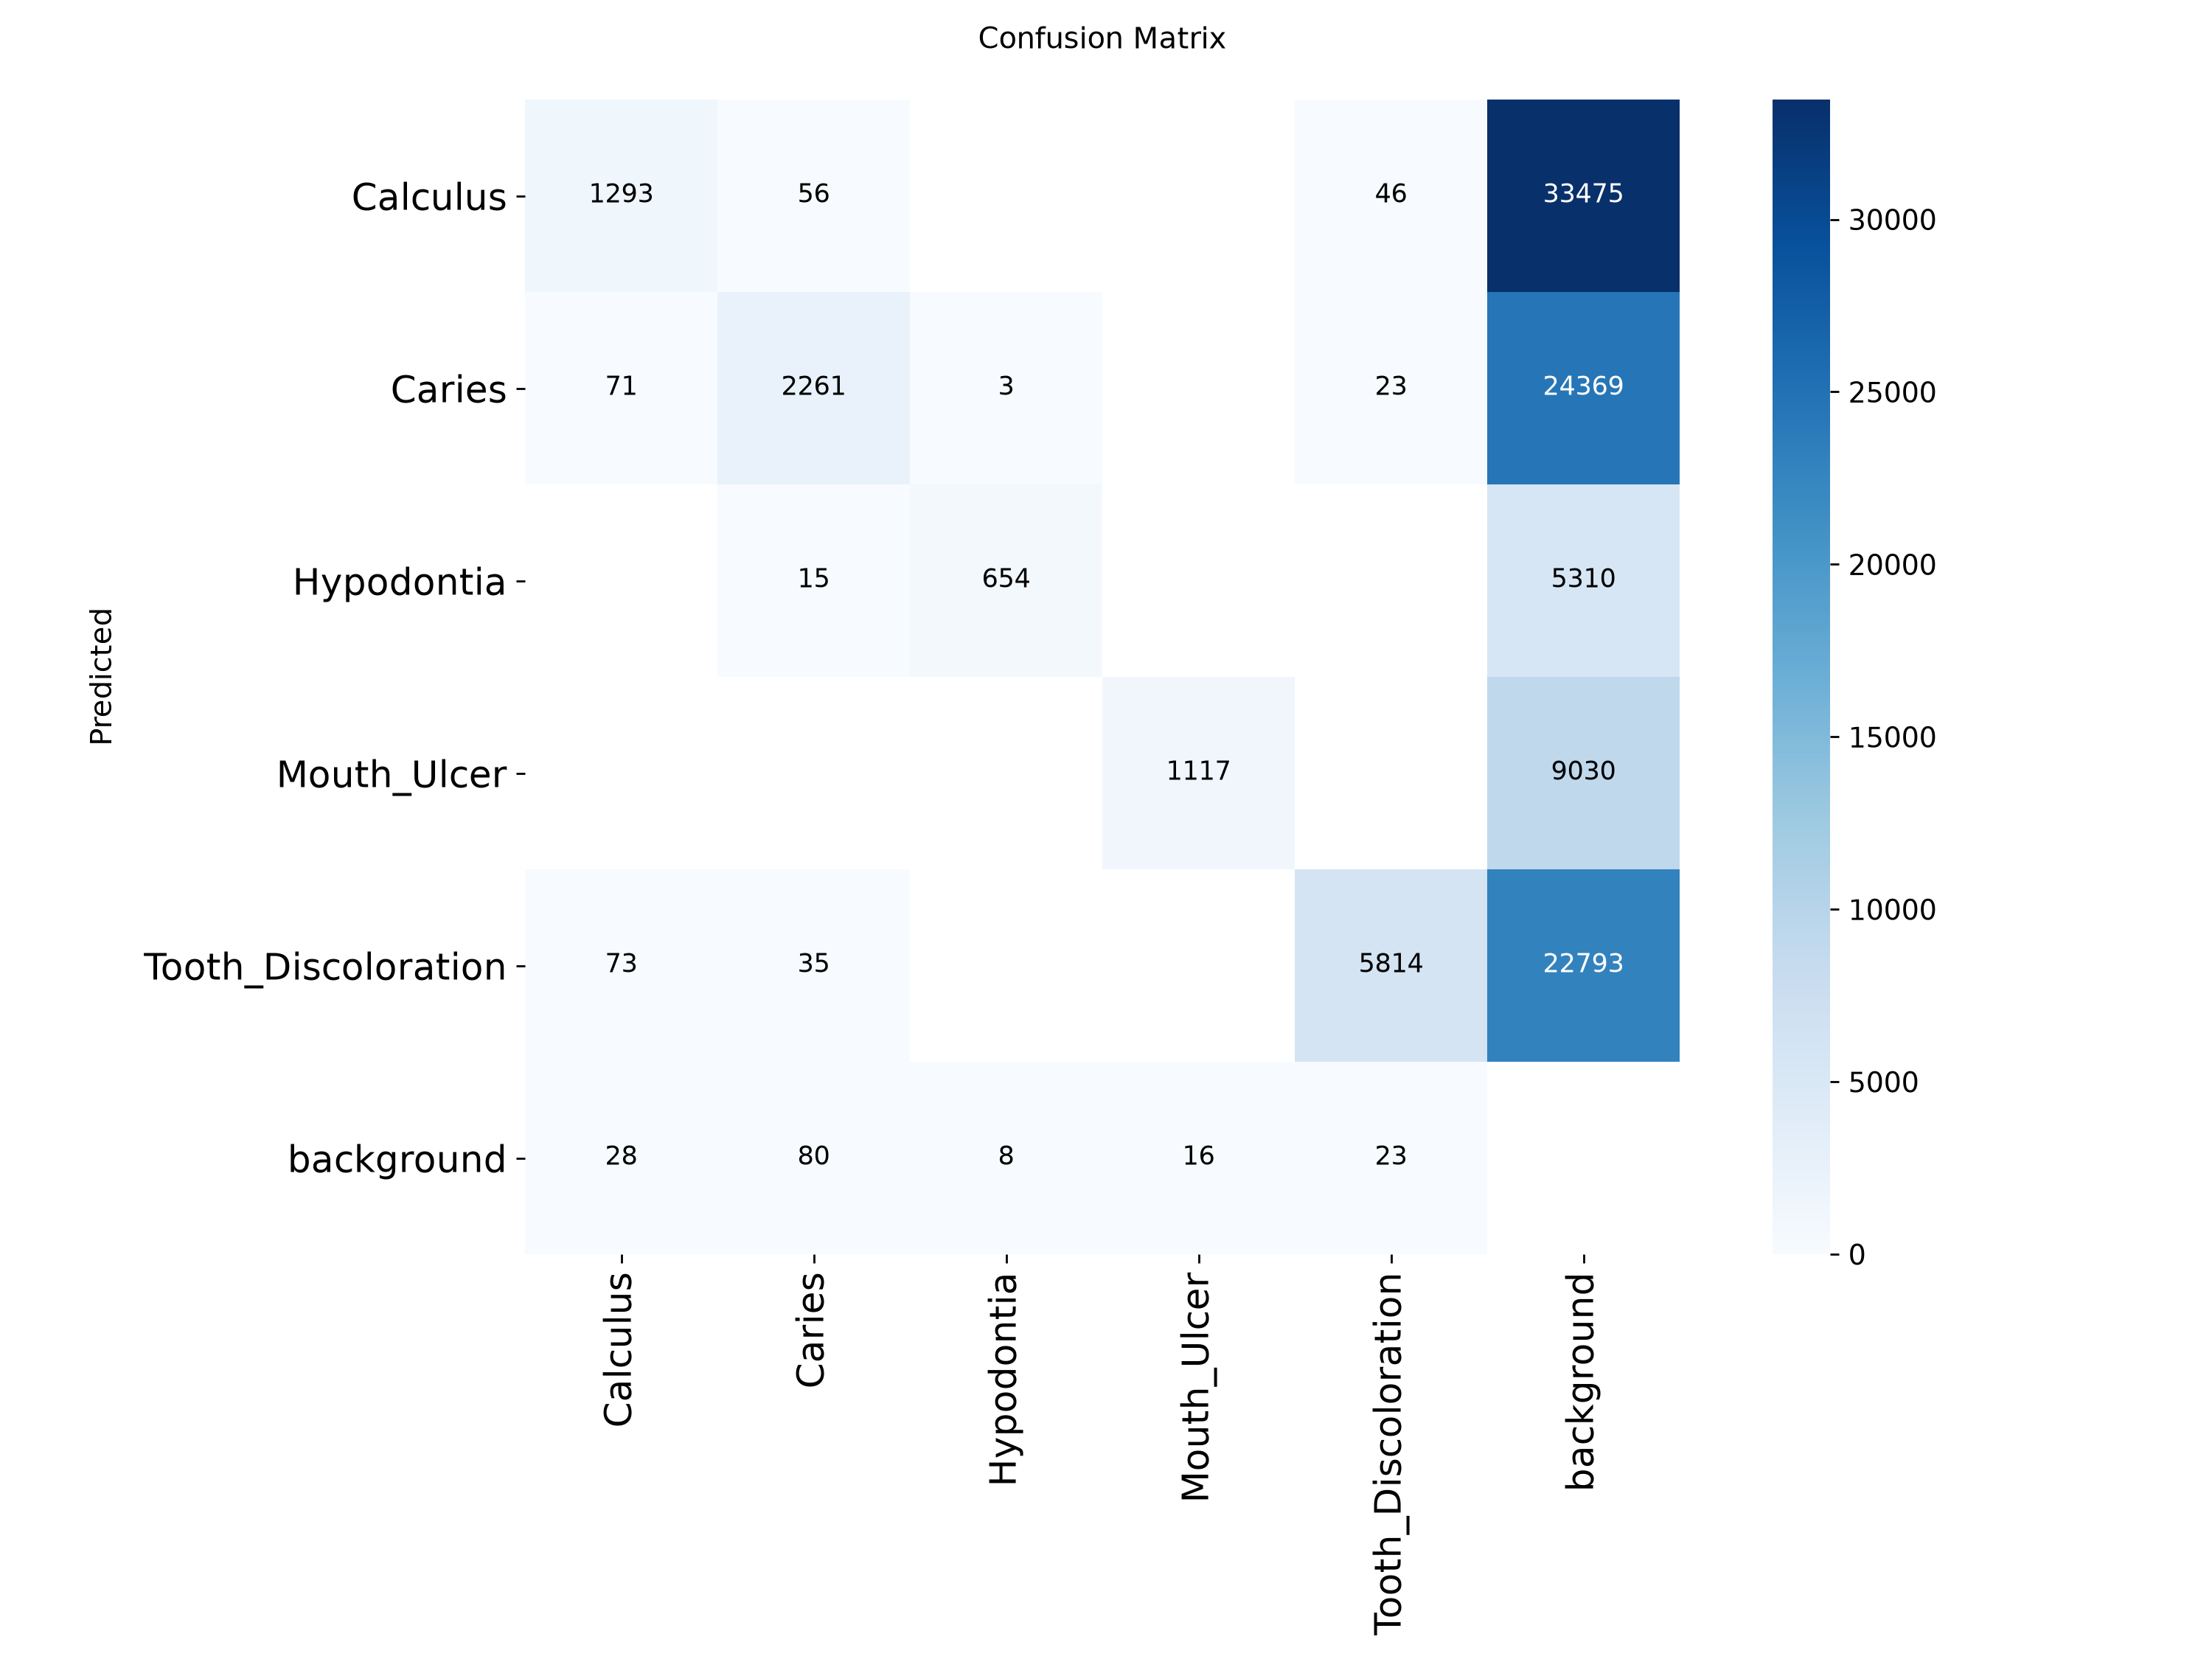 Confusion Matrix
Predicted
Calculus 1293 56 46 33475
Caries 71 2261 3 23 24369
Hypodontia 15 654 5310
Mouth_Ulcer 1117 9030
Tooth_Discoloration 73 35 5814 22793
background 28 80 8 16 23
Calculus
Caries
Hypodontia
Mouth_Ulcer
Tooth_Discoloration
background
30000
25000
20000
15000
10000
5000
0